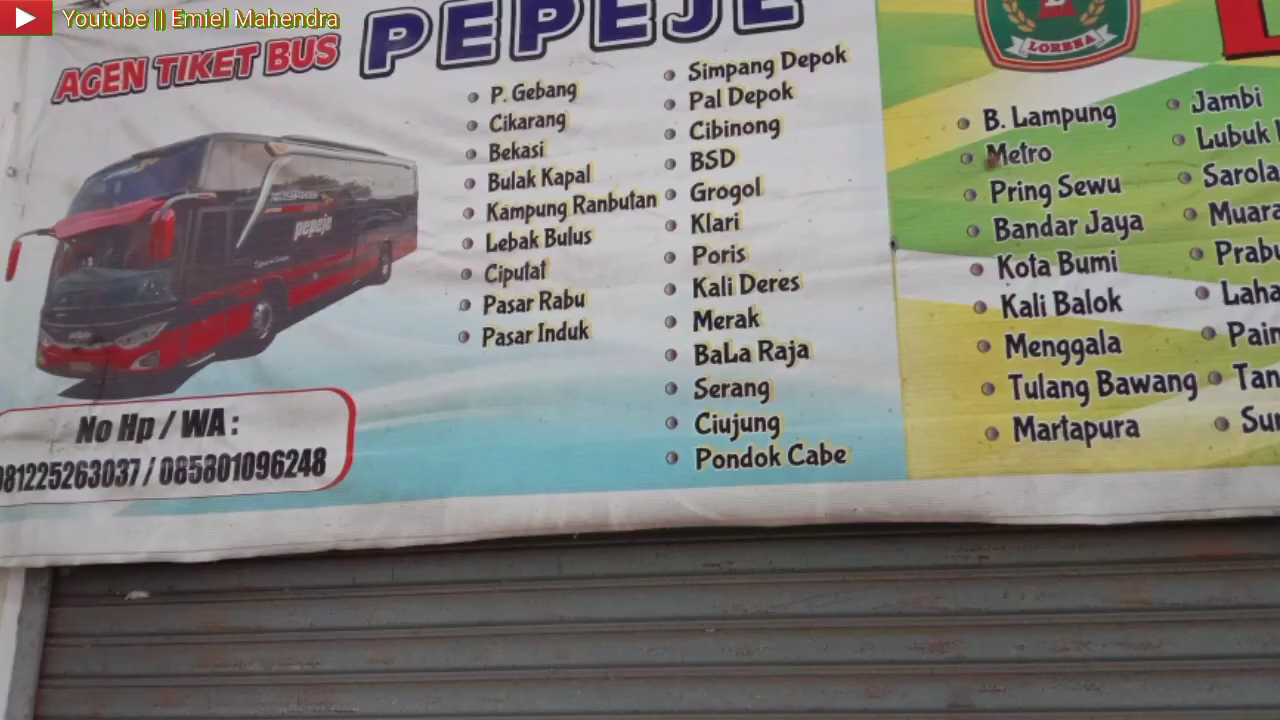 Youtube || Emiel Mahendra
AGEN TIKET BUS
PEPEJE
P. Gebang
Cikarang
Bekasi
Bulak Kapal
Kampung Ranbutan
Lebak Bulus
Ciputat
Pasar Rabu
Pasar Induk
Simpang Depok
Pal Depok
Cibinong
BSD
Grogol
Klari
Poris
Kali Deres
Merak
BaLa Raja
Serang
Ciujung
Pondok Cabe
pepeje
No Hp / WA :
081225263037 / 085801096248
LORENA
B. Lampung
Metro
Pring Sewu
Bandar Jaya
Kota Bumi
Kali Balok
Menggala
Tulang Bawang
Martapura
Jambi
Lubuk